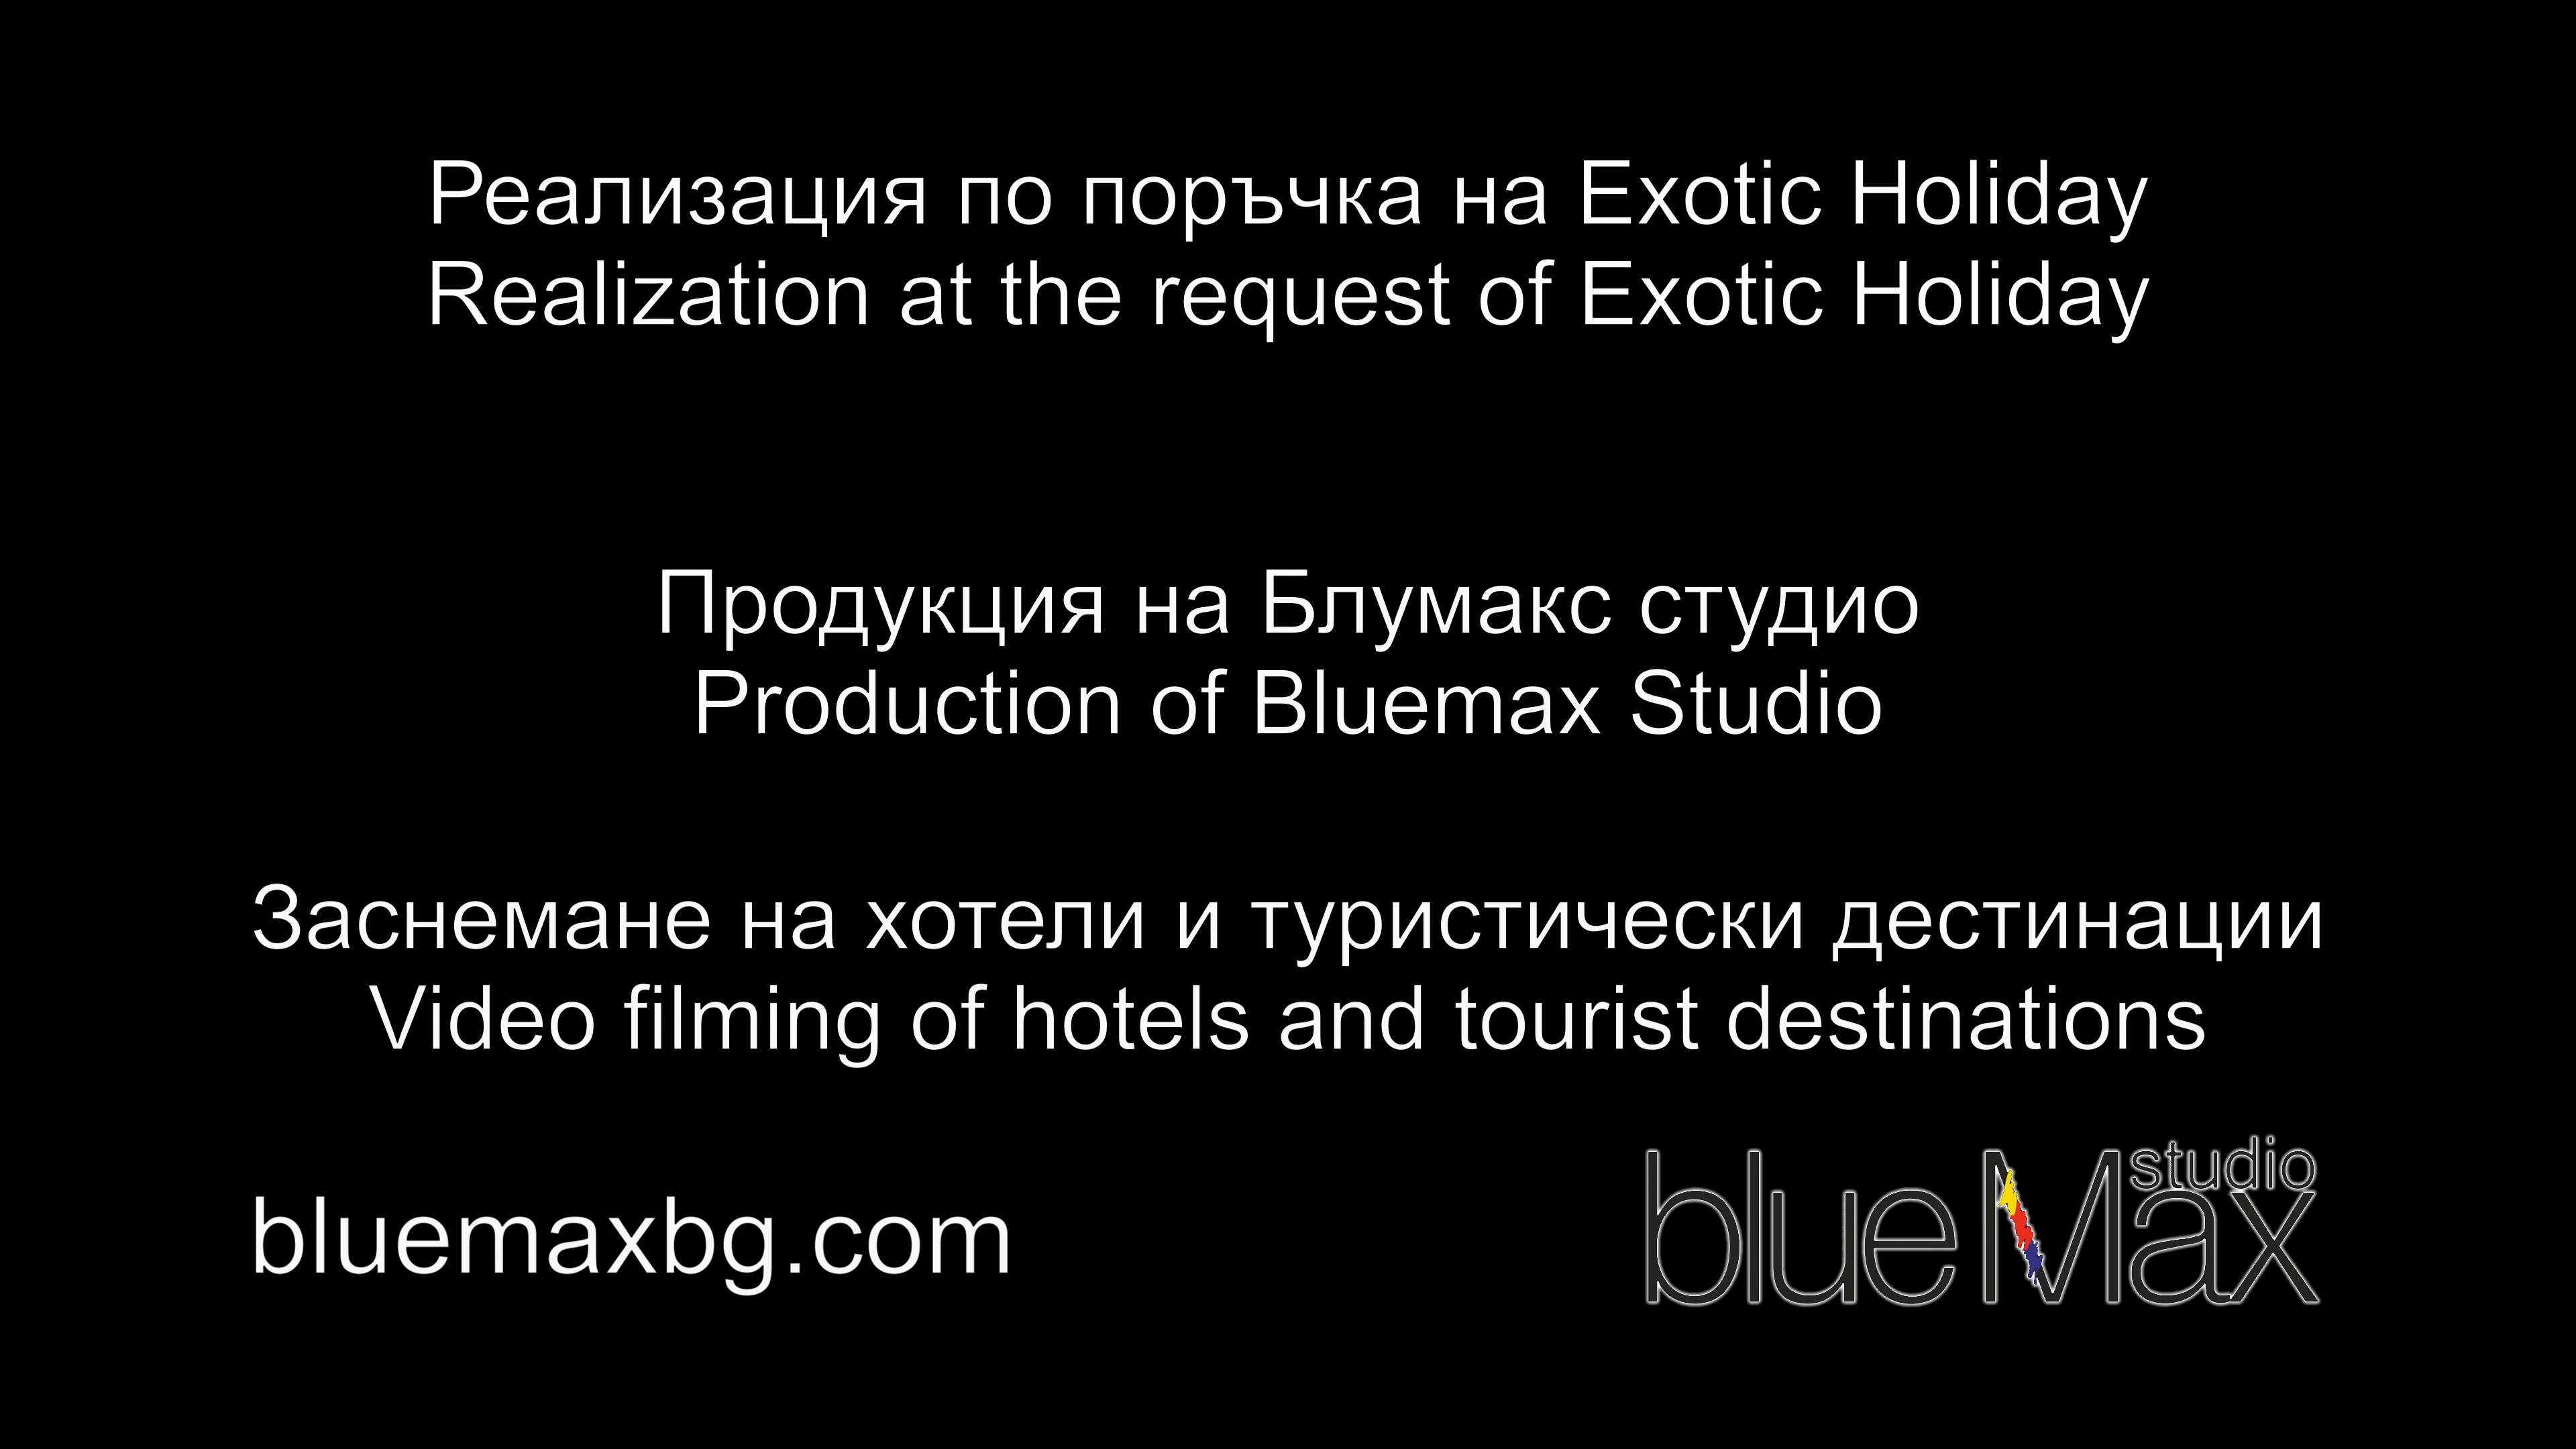 Реализация по поръчка на Exotic Holiday
Realization at the request of Exotic Holiday
Продукция на Блумакс студио
Production of Bluemax Studio
Заснемане на хотели и туристически дестинации
Video filming of hotels and tourist destinations
bluemaxbg.com
blueMax studio